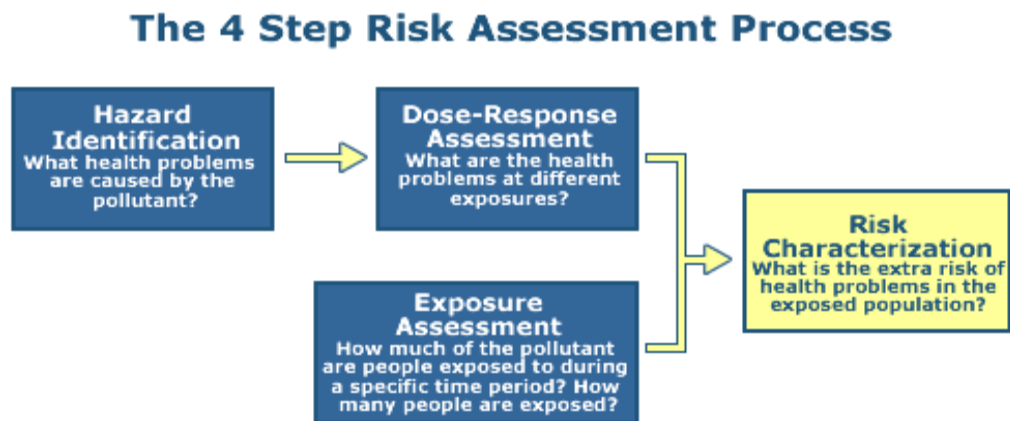 The 4 Step Risk Assessment Process
Hazard
Identification
What health problems
are caused by the
pollutant?
Dose-Response
Assessment
What are the health
problems at different
exposures?
Exposure
Assessment
How much of the pollutant
are people exposed to during
a specific time period? How
many people are exposed?
Risk
Characterization
What is the extra risk of
health problems in the
exposed population?